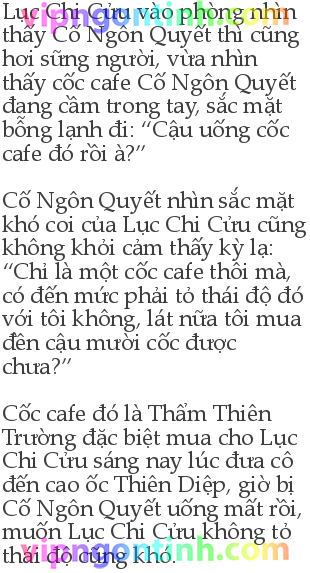 Lục Chi Cửu vào phòng nhìn
thấy Cố Ngôn Quyết thì cũng
hơi sững người, vừa nhìn
thấy cốc cafe Cố Ngôn Quyết
đang cầm trong tay, sắc mặt
bỗng lạnh đi: “Cậu uống cốc
cafe đó rồi à?”

Cố Ngôn Quyết nhìn sắc mặt
khó coi của Lục Chi Cửu cũng
không khỏi cảm thấy kỳ lạ:
“Chỉ là một cốc cafe thôi mà,
có đến mức phải tỏ thái độ đó
với tôi không, lát nữa tôi mua
đền cậu mười cốc được
chưa?”

Cốc cafe đó là Thẩm Thiên
Trường đặc biệt mua cho Lục
Chi Cửu sáng nay lúc đưa cô
đến cao ốc Thiên Diệp, giờ bị
Cố Ngôn Quyết uống mất rồi,
muốn Lục Chi Cửu không tỏ
thái độ cũng khó.
vipngontinh.com
vipngontinh.com